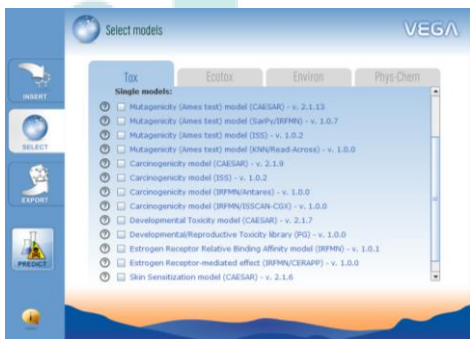 Select models
VEGA
Tox
Ecotox
Environ
Phys-Chem
INSERT
SELECT
EXPORT
PREDICT
Single models:
Mutagenicity (Ames test) model (CAESAR) - v. 2.1.13
Mutagenicity (Ames test) model (SarPy/IRFMN) - v. 1.0.7
Mutagenicity (Ames test) model (ISS) - v. 1.0.2
Mutagenicity (Ames test) model (KNN/Read-Across) - v. 1.0.0
Carcinogenicity model (CAESAR) - v. 2.1.9
Carcinogenicity model (ISS) - v. 1.0.2
Carcinogenicity model (IRFMN/Antares) - v. 1.0.0
Carcinogenicity model (IRFMN/ISSCAN-CGX) - v. 1.0.0
Developmental Toxicity model (CAESAR) - v. 2.1.7
Developmental/Reproductive Toxicity library (PG) - v. 1.0.0
Estrogen Receptor Relative Binding Affinity model (IRFMN) - v. 1.0.1
Estrogen Receptor-mediated effect (IRFMN/CERAPP) - v. 1.0.0
Skin Sensitization model (CAESAR) - v. 2.1.6